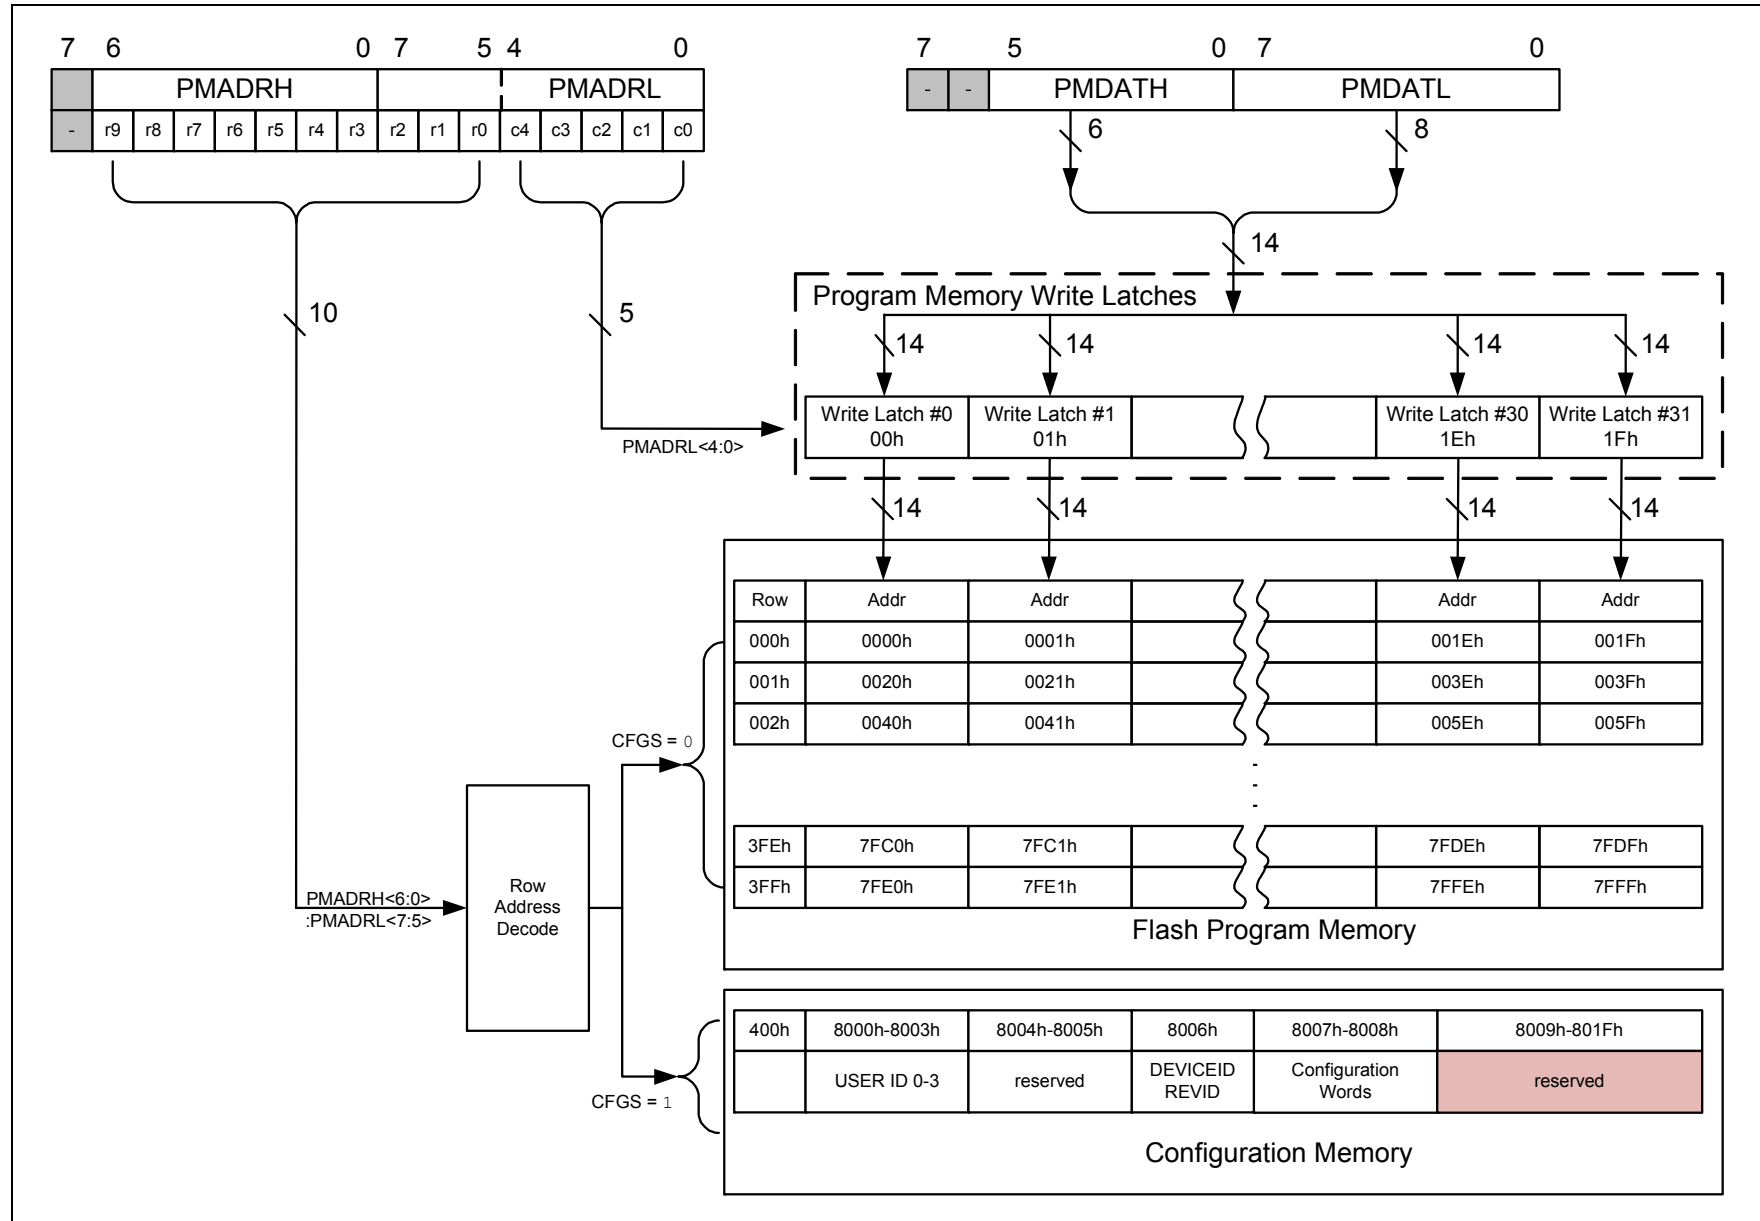 7 6 0 7 5 4 0
PMADRH PMADRL
- r9 r8 r7 r6 r5 r4 r3 r2 r1 r0 c4 c3 c2 c1 c0
7 5 0 7 0
- - PMDATH PMDATL
6 8
14
10
5
PMADRL<4:0>
Program Memory Write Latches
14 14 14 14
Write Latch #0 Write Latch #1 Write Latch #30 Write Latch #31
00h 01h 1Eh 1Fh
14 14 14 14
Row Addr Addr Addr Addr
000h 0000h 0001h 001Eh 001Fh
001h 0020h 0021h 003Eh 003Fh
002h 0040h 0041h 005Eh 005Fh
CFGS = 0
3FEh 7FC0h 7FC1h 7FDEh 7FDFh
3FFh 7FE0h 7FE1h 7FFEh 7FFFh
Flash Program Memory
PMADRH<6:0>
:PMADRL<7:5>
Row
Address
Decode
400h 8000h-8003h 8004h-8005h 8006h 8007h-8008h 8009h-801Fh
USER ID 0-3 reserved DEVICEID Configuration reserved
REVID Words
CFGS = 1
Configuration Memory